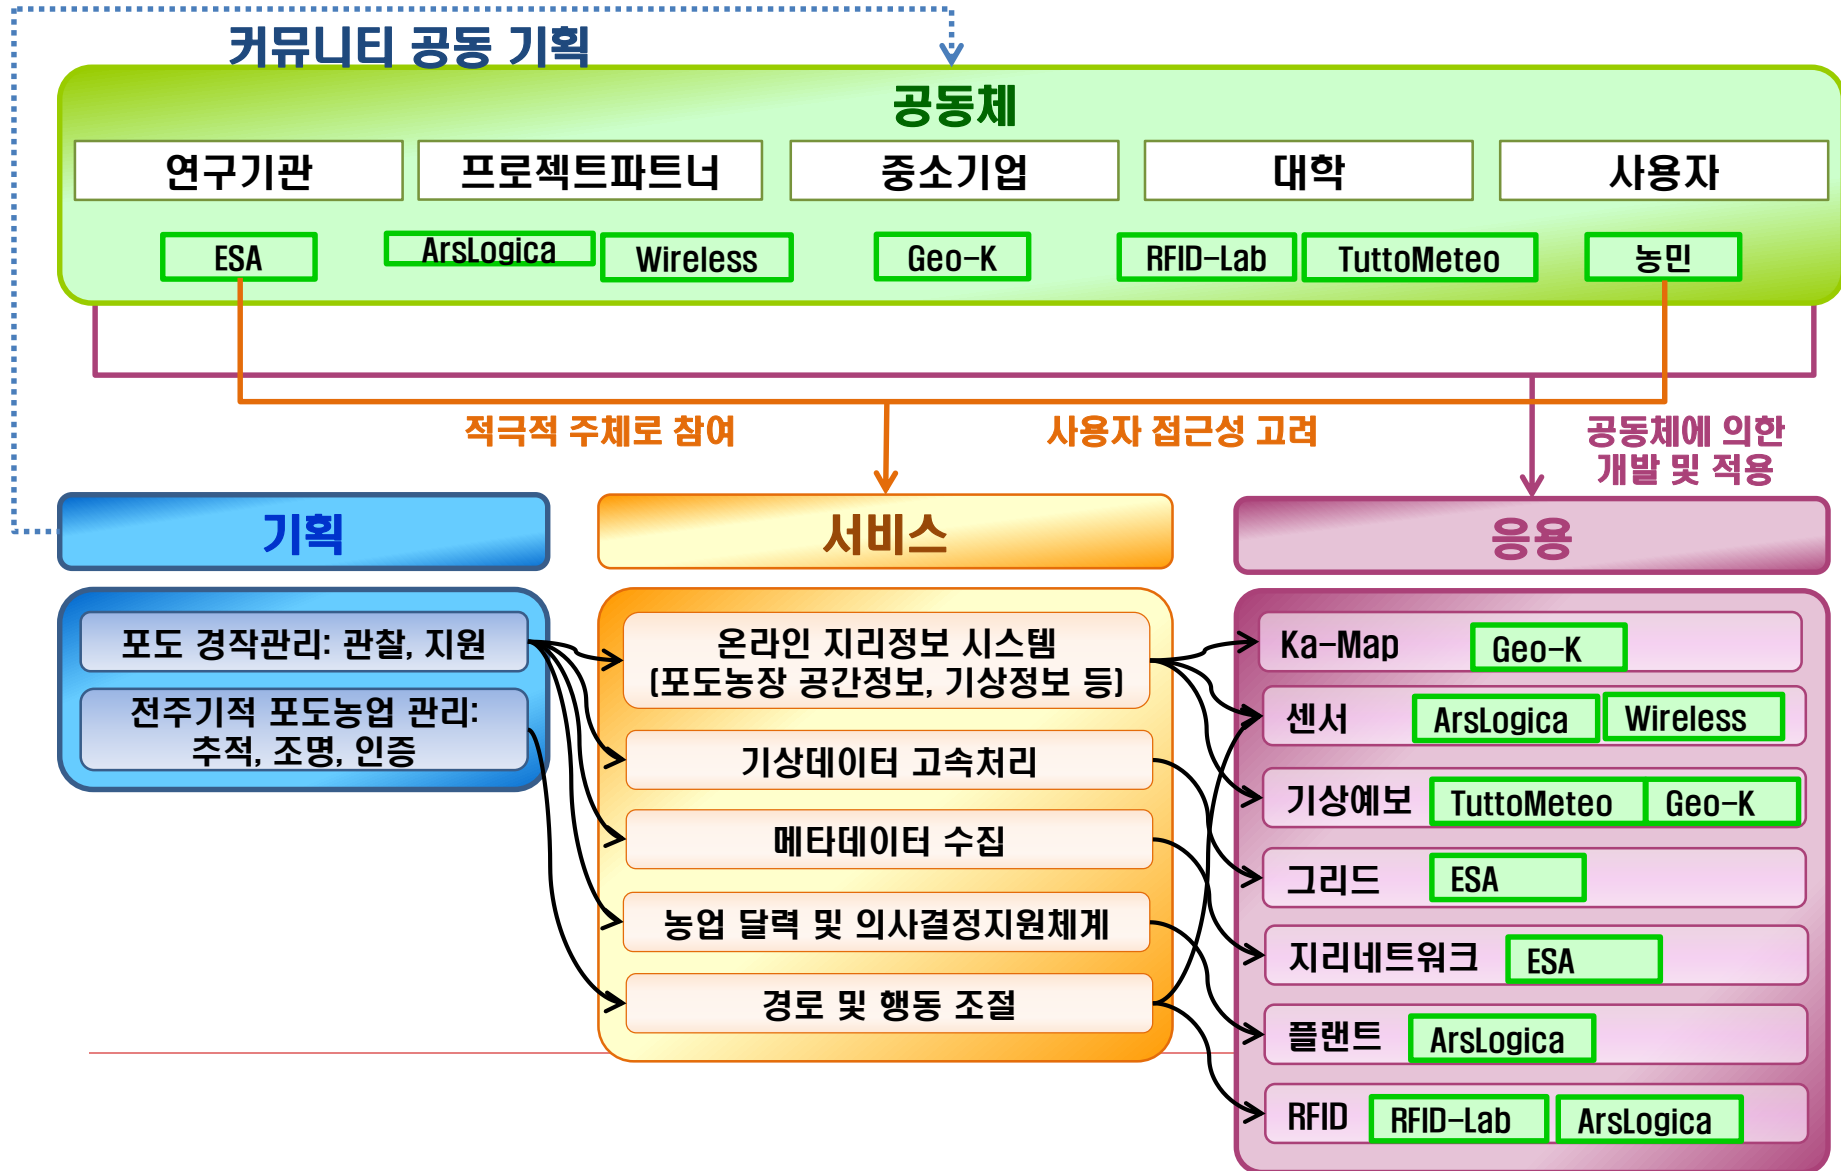 커뮤니티 공동 기획
공동체
연구기관
프로젝트파트너
중소기업
대학
사용자
ESA
ArsLogica
Wireless
Geo-K
RFID-Lab
TuttoMeteo
농민
적극적 주체로 참여
사용자 접근성 고려
공동체에 의한
개발 및 적용
기획
서비스
응용
포도 경작관리: 관찰, 지원
전주기적 포도농업 관리:
추적, 조명, 인증
온라인 지리정보 시스템
(포도농장 공간정보, 기상정보 등)
기상데이터 고속처리
메타데이터 수집
농업 달력 및 의사결정지원체계
경로 및 행동 조절
Ka-Map
Geo-K
센서
ArsLogica
Wireless
기상예보
TuttoMeteo
Geo-K
그리드
ESA
지리네트워크
ESA
플랜트
ArsLogica
RFID
RFID-Lab
ArsLogica